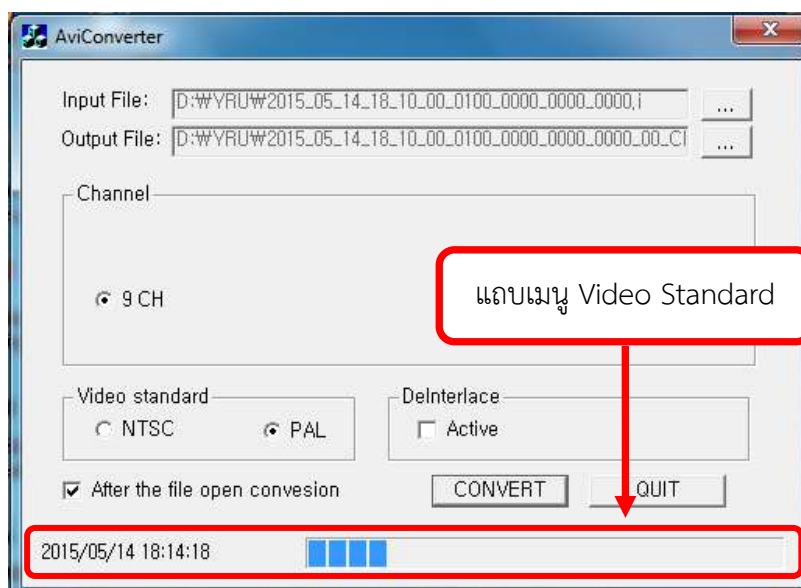 AviConverter
Input File: D:₩YRU₩2015_05_14_18_10_00_0100_0000_0000_0000,i ...
Output File: D:₩YRU₩2015_05_14_18_10_00_0100_0000_0000_0000_00_CI ...
Channel
แถบเมนู Video Standard
9 CH
Video standard
DeInterlace
NTSC
PAL
Active
After the file open convesion
CONVERT
QUIT
2015/05/14 18:14:18